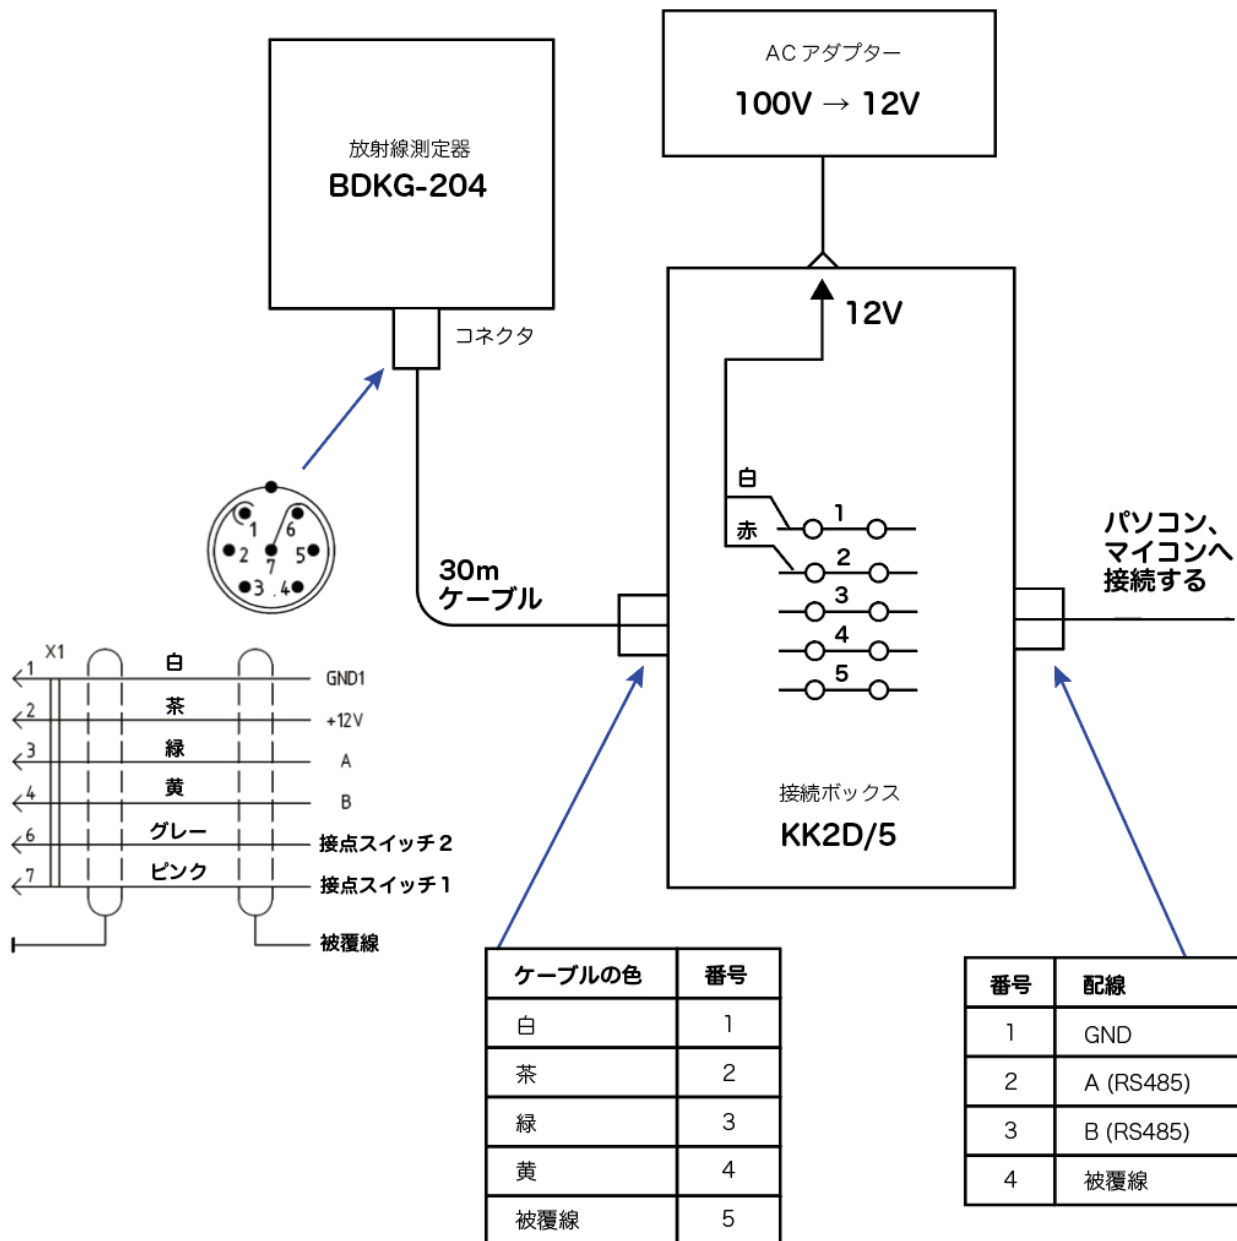 ACアダプター
100V → 12V
放射線測定器
BDKG-204
コネクタ
12V
白
赤
1
2
3
4
5
パソコン、
マイコンへ
接続する
30m
ケーブル
1
6
2
7
5
3
4
X1
1
白
GND1
2
茶
+12V
3
緑
A
4
黄
B
6
グレー
接点スイッチ2
7
ピンク
接点スイッチ1
被覆線
接続ボックス
KK2D/5
ケーブルの色 番号
白 1
茶 2
緑 3
黄 4
被覆線 5
番号 配線
1 GND
2 A (RS485)
3 B (RS485)
4 被覆線